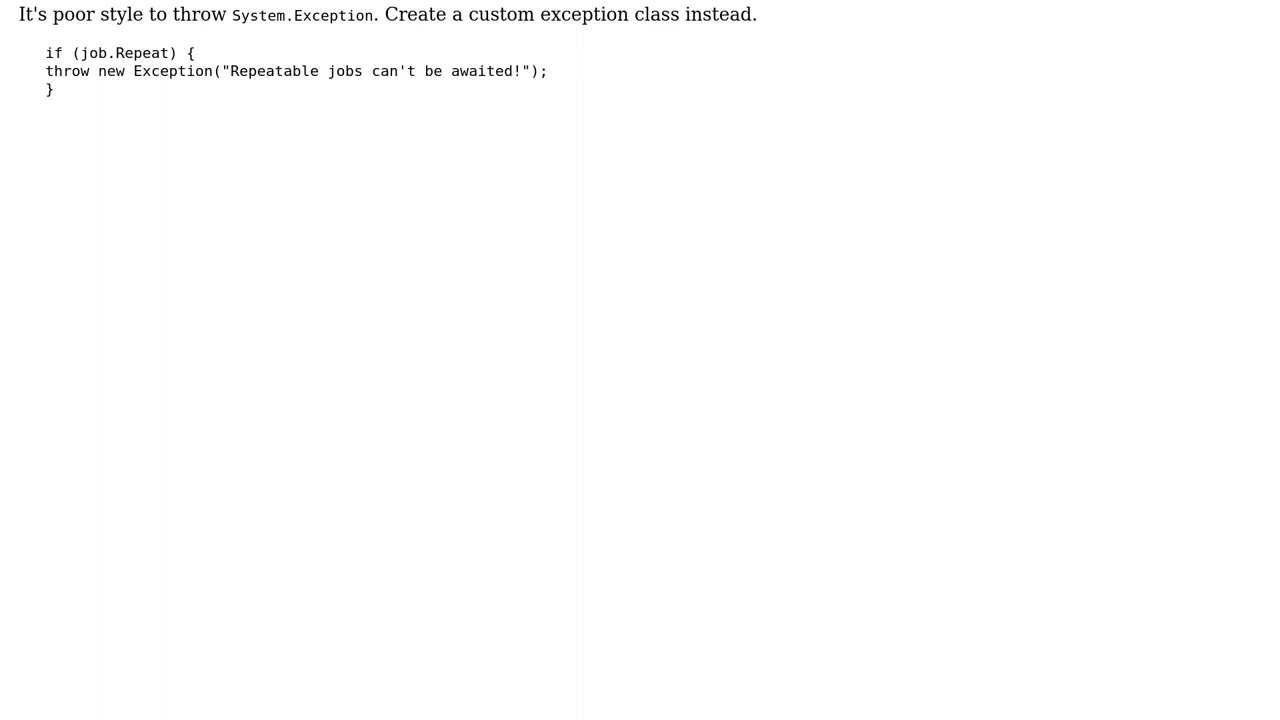 It's poor style to throw System.Exception. Create a custom exception class instead.
if (job.Repeat) {
throw new Exception("Repeatable jobs can't be awaited!");
}